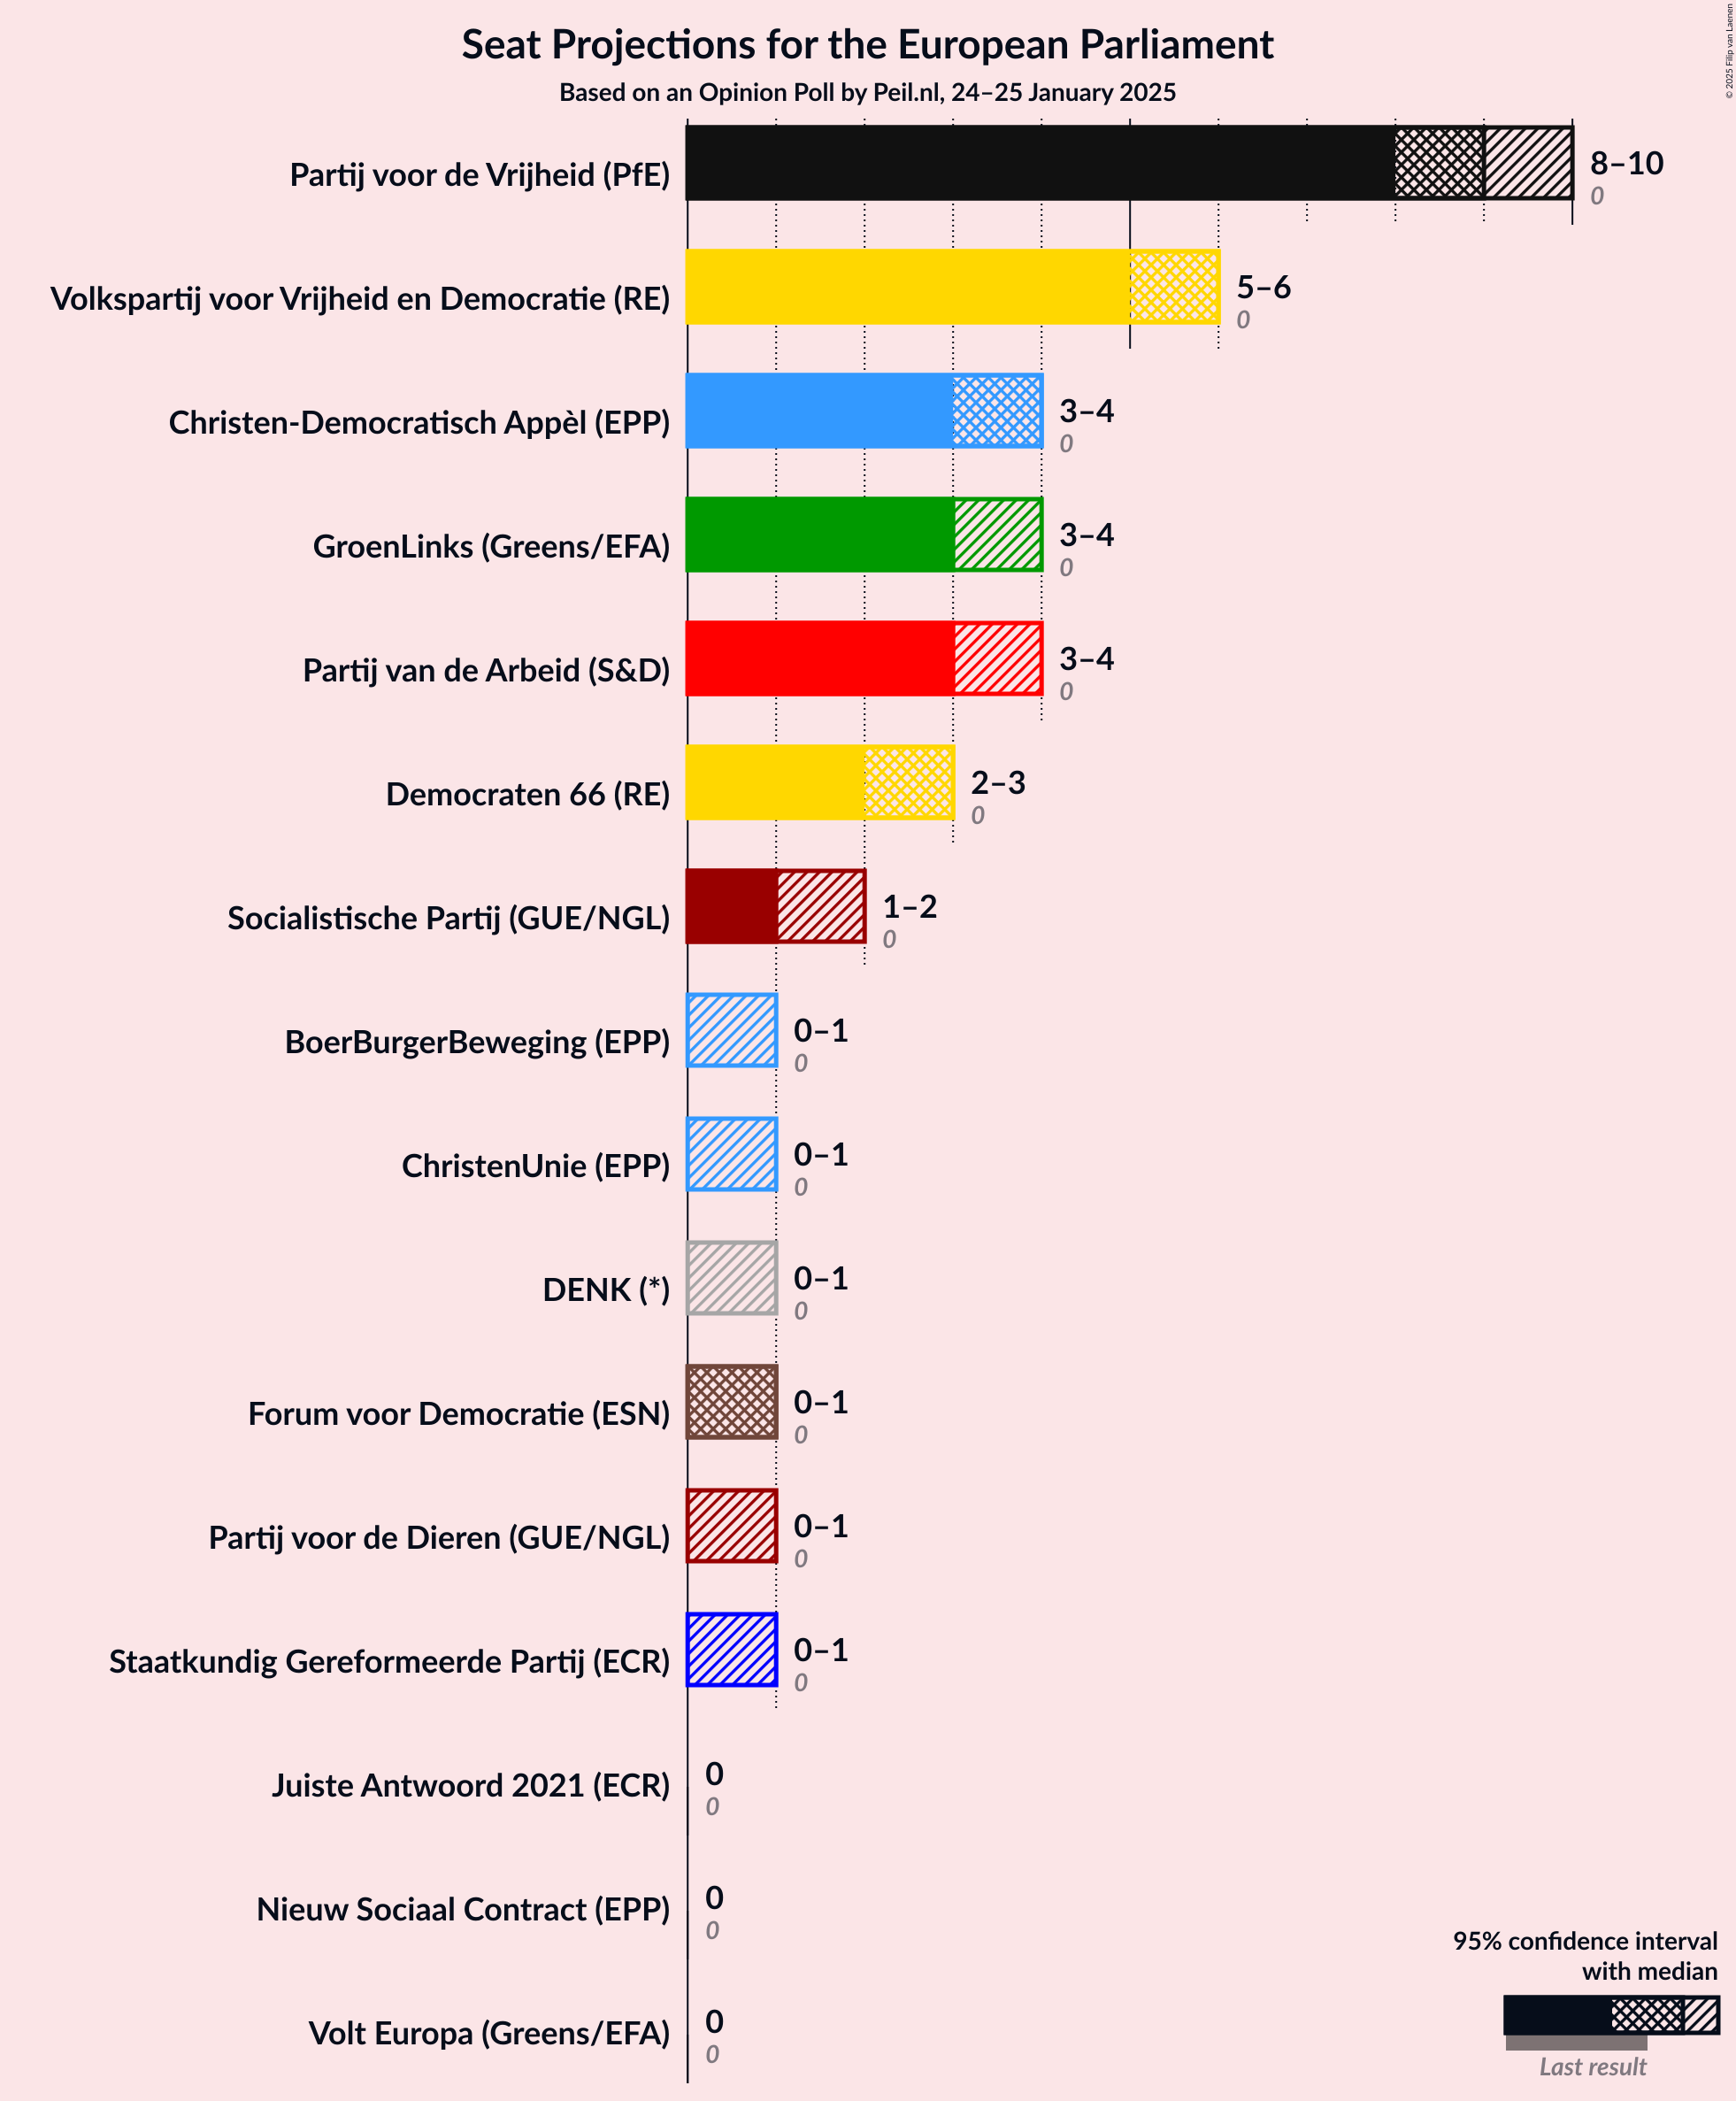 Seat Projections for the European Parliament
Based on an Opinion Poll by Peil.nl, 24–25 January 2025
© 2025 Filip van Laenen
Partij voor de Vrijheid (PfE)
8–10
0
Volkspartij voor Vrijheid en Democratie (RE)
5–6
0
Christen-Democratisch Appèl (EPP)
3–4
0
GroenLinks (Greens/EFA)
3–4
0
Partij van de Arbeid (S&D)
3–4
0
Democraten 66 (RE)
2–3
0
Socialistische Partij (GUE/NGL)
1–2
0
BoerBurgerBeweging (EPP)
0–1
0
ChristenUnie (EPP)
0–1
0
DENK (*)
0–1
0
Forum voor Democratie (ESN)
0–1
0
Partij voor de Dieren (GUE/NGL)
0–1
0
Staatkundig Gereformeerde Partij (ECR)
0–1
0
Juiste Antwoord 2021 (ECR)
0
0
Nieuw Sociaal Contract (EPP)
0
0
Volt Europa (Greens/EFA)
0
0
95% confidence interval
with median
Last result